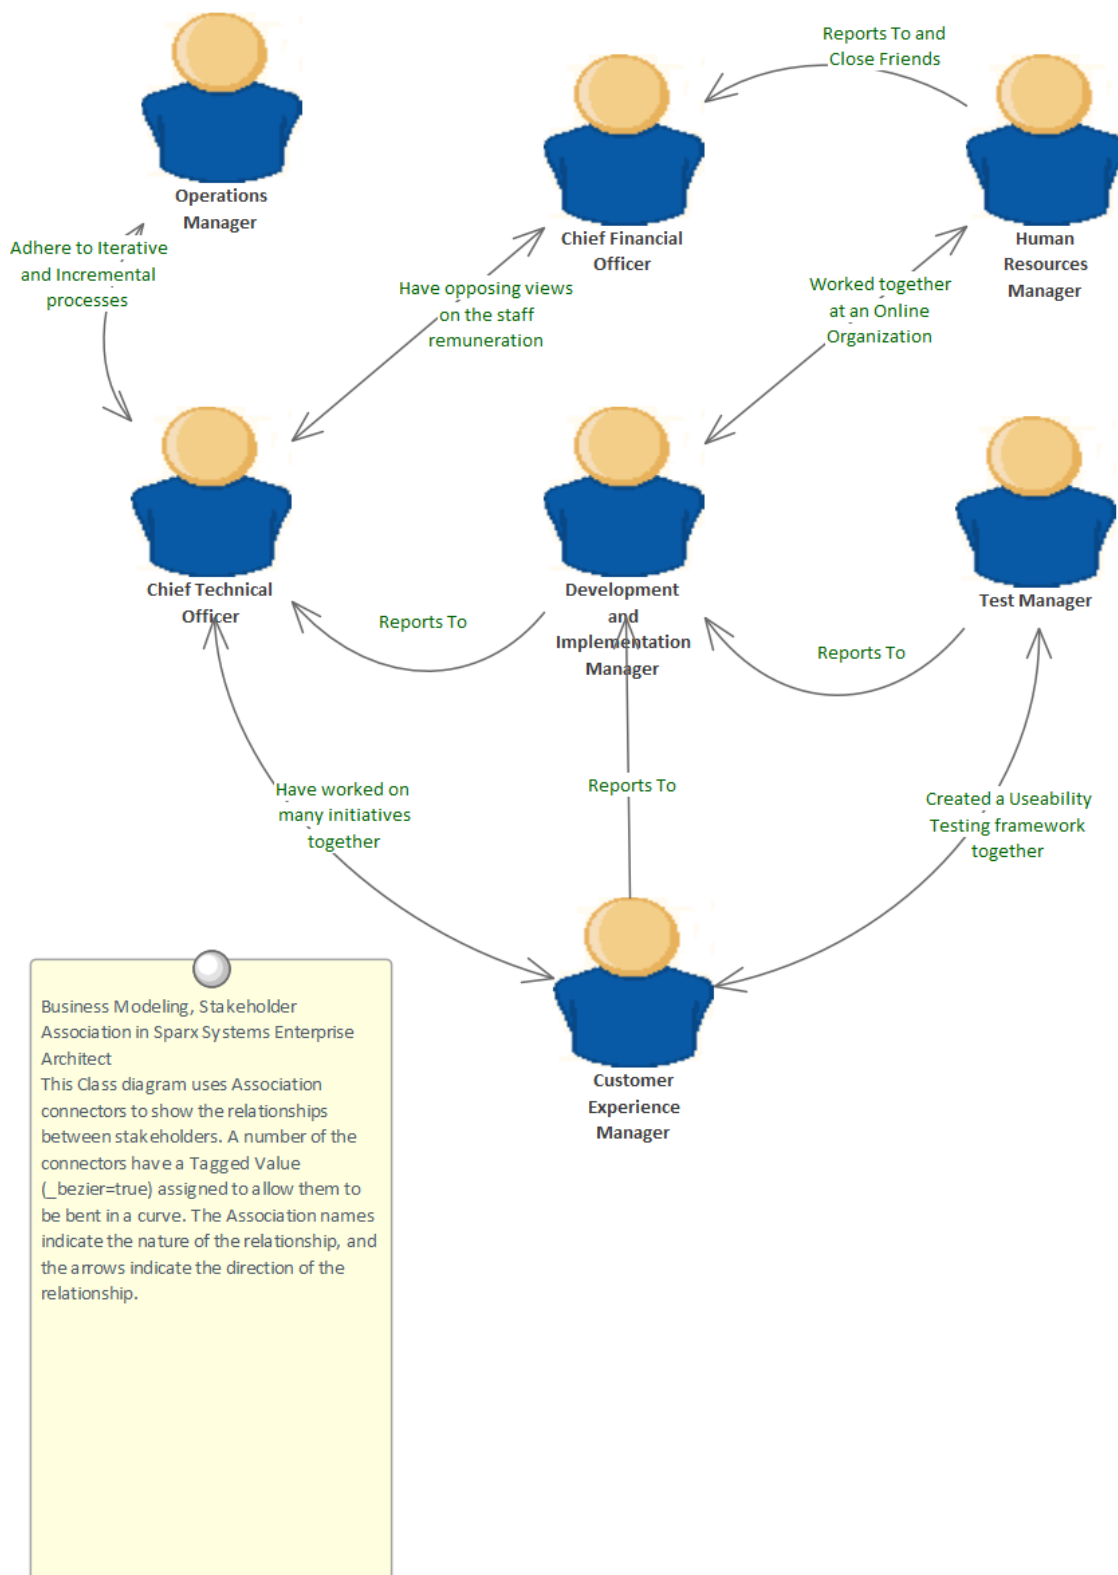 Reports To and
Close Friends
Operations
Manager
Chief Financial
Officer
Human
Resources
Manager
Adhere to Iterative
and Incremental
processes
Have opposing views
on the staff
remuneration
Worked together
at an Online
Organization
Chief Technical
Officer
Development
and
Implementation
Manager
Test Manager
Reports To
Reports To
Have worked on
many initiatives
together
Reports To
Created a Useability
Testing framework
together
Customer
Experience
Manager
Business Modeling, Stakeholder
Association in Sparx Systems Enterprise
Architect
This Class diagram uses Association
connectors to show the relationships
between stakeholders. A number of the
connectors have a Tagged Value
(_bezier=true) assigned to allow them to
be bent in a curve. The Association names
indicate the nature of the relationship, and
the arrows indicate the direction of the
relationship.